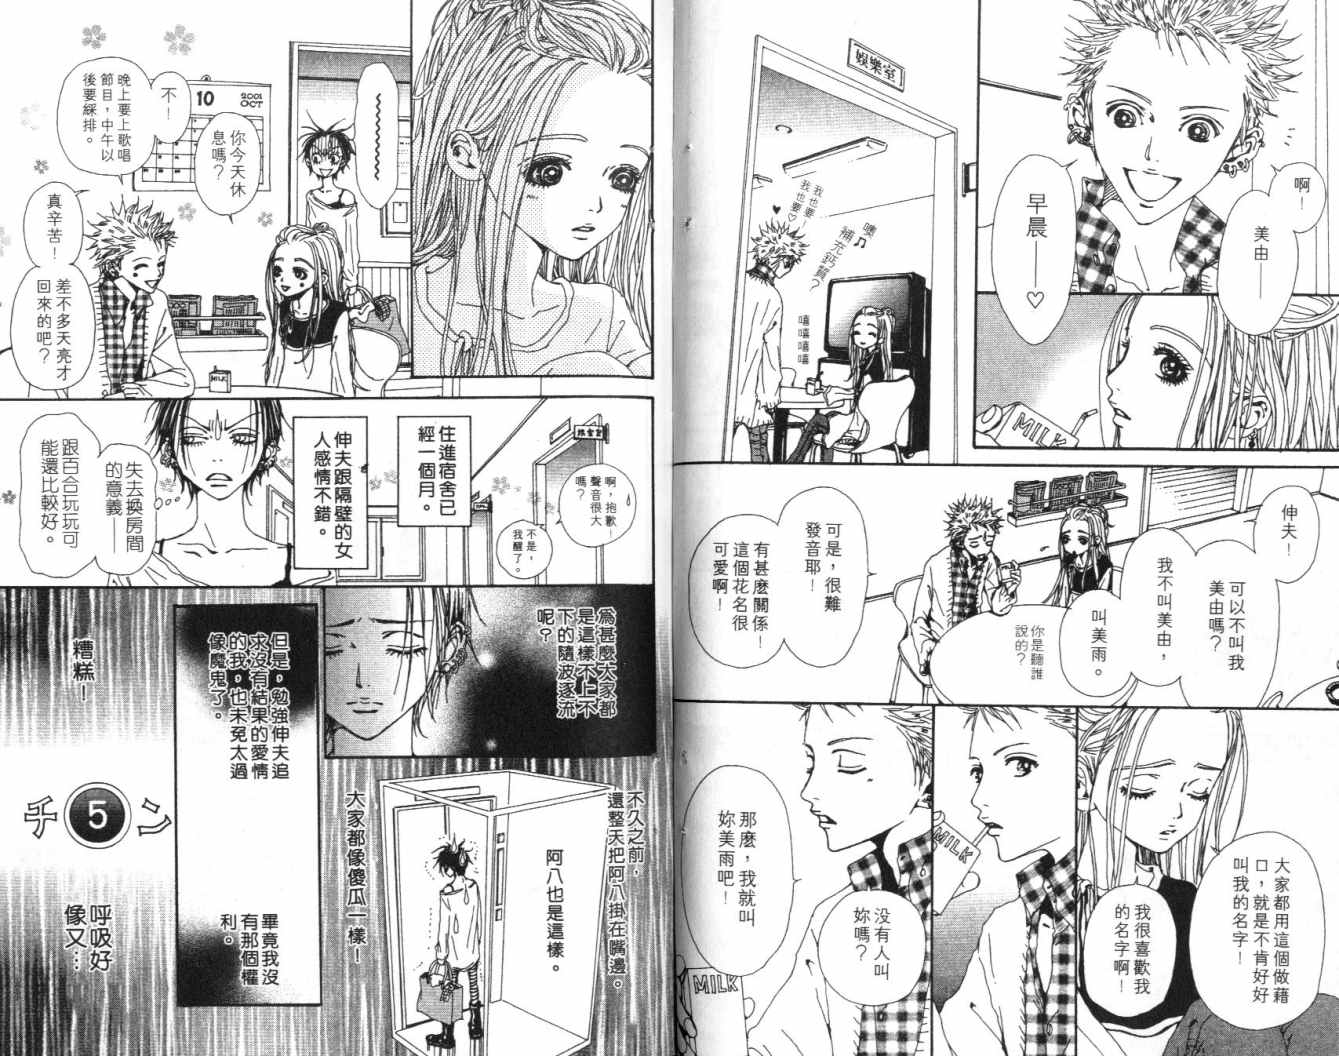 啊！
美由——
早晨——♡
MILK
娛樂室
噢♫
補充鈣質？
我也要♡
我也要♥
嘻嘻嘻嘻
伸夫！
可以不叫我
美由嗎？
我不叫美由，
叫美雨。
你是聽誰
說的？
可是，很難
發音耶！
有甚麼關係！
這個花名很
可愛啊！
大家都用這個做藉
口，就是不肯好好
叫我的名字！
我很喜歡我
的名字啊！
MILK
没有人叫
妳嗎？
那麼，我就叫
妳美雨吧！
MILK
10
2001
OCT
你今天休
息嗎？
不！
晚上要上歌唱
節目，中午以
後要綵排。
真辛苦！
差不多天亮才
回來的吧？
MILK
啊，抱歉！
聲音很大
嗎？
不是，
我醒了。
住進宿舍已
經一個月。
伸夫跟隔壁的女
人感情不錯。
失去換房間
的意義——
跟百合玩玩可
能還比較好。
為甚麼大家都
是這樣不上不
下的隨波逐流
呢？
但是，勉強伸夫追
求沒有結果的愛情
的我，也未免太過
像魔鬼了。
畢竟我沒
有那個權
利。
糟糕！
不久之前，
還整天把阿八掛在嘴邊。
阿八也是這樣。
大家都像傻瓜一樣！
チ5ン
呼吸好
像又…